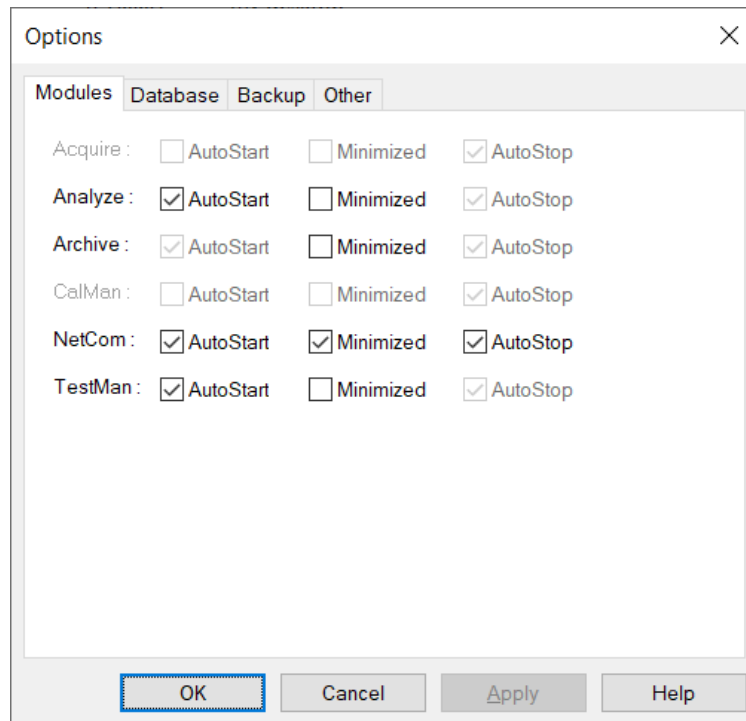 Options
Modules Database Backup Other
Acquire : AutoStart Minimized AutoStop
Analyze : AutoStart Minimized AutoStop
Archive : AutoStart Minimized AutoStop
CalMan : AutoStart Minimized AutoStop
NetCom : AutoStart Minimized AutoStop
TestMan : AutoStart Minimized AutoStop
OK Cancel Apply Help